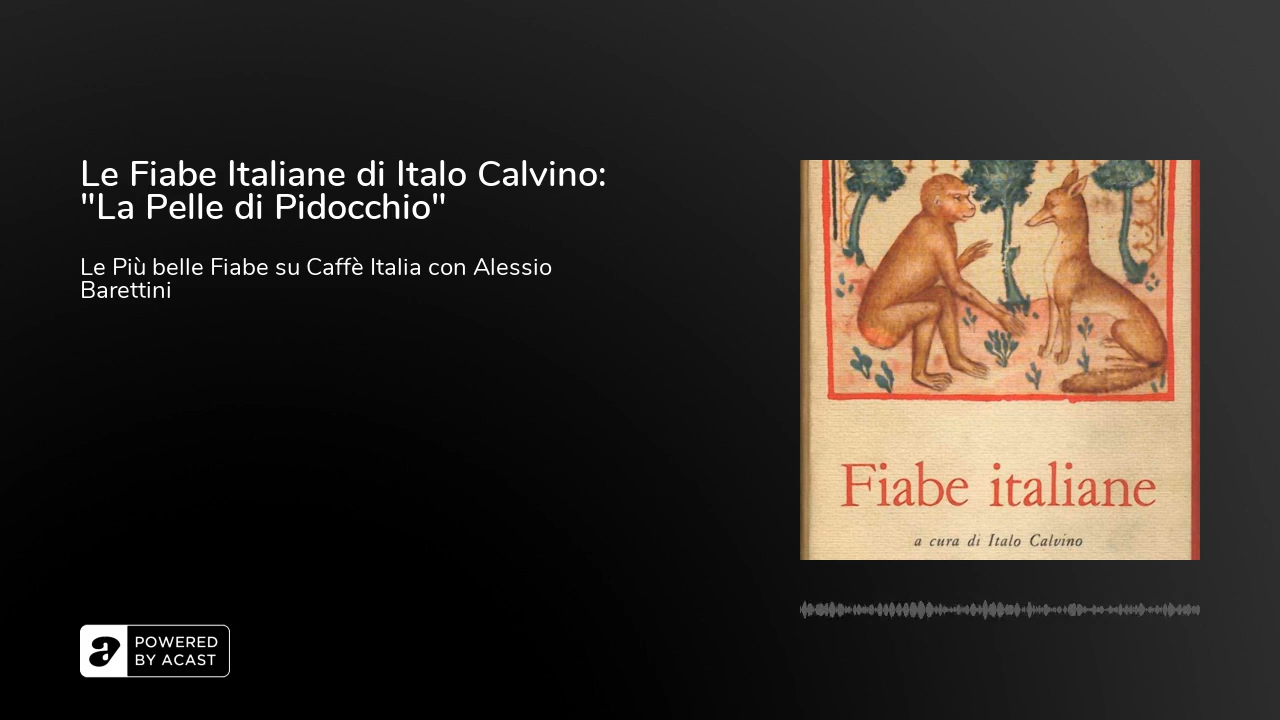 Le Fiabe Italiane di Italo Calvino:
"La Pelle di Pidocchio"
Le Più belle Fiabe su Caffè Italia con Alessio
Barettini
Fiabe italiane
a cura di Italo Calvino
a
POWERED
BY ACAST